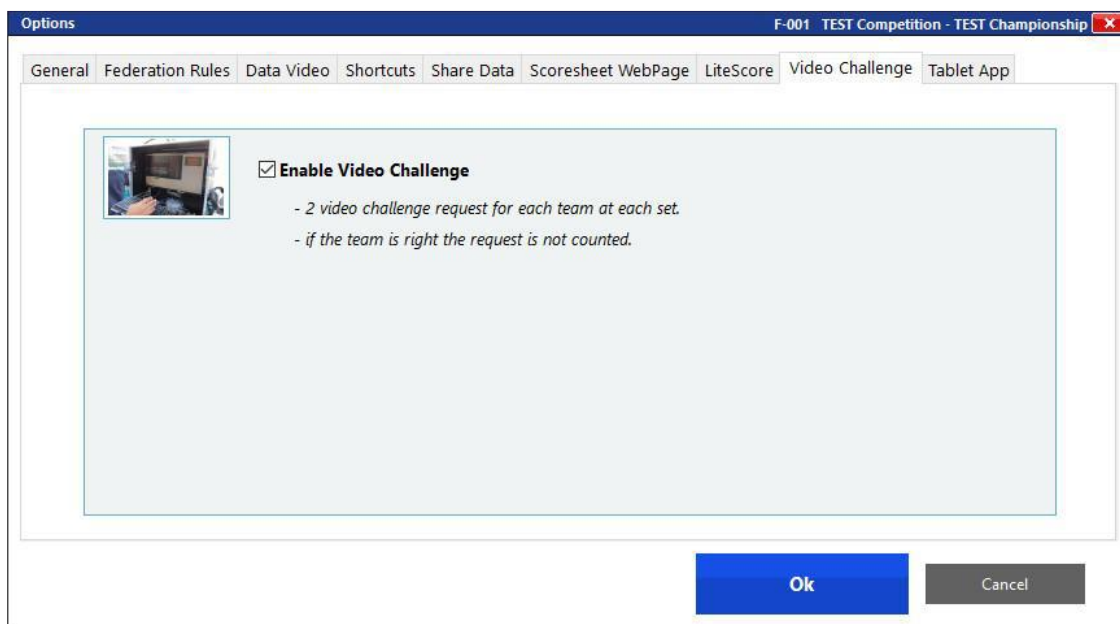 Options F-001 TEST Competition - TEST Championship
General Federation Rules Data Video Shortcuts Share Data Scoresheet WebPage LiteScore Video Challenge Tablet App
Enable Video Challenge
- 2 video challenge request for each team at each set.
- if the team is right the request is not counted.
Ok Cancel